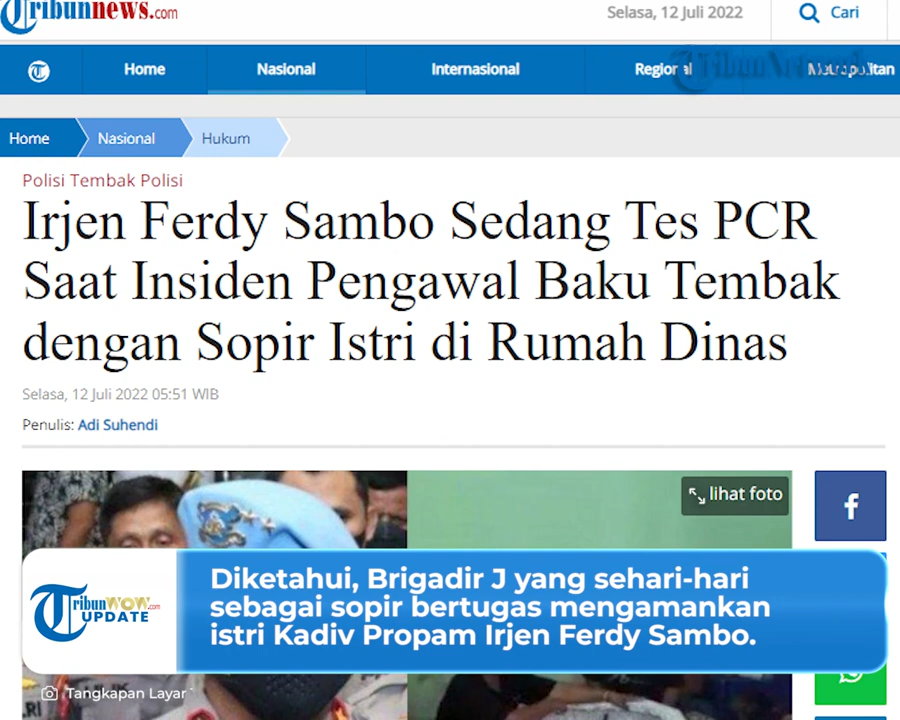 Tribunnews.com
Selasa, 12 Juli 2022
Cari
Home
Nasional
Internasional
Regional
Metropolitan
Tribun Network
Home
Nasional
Hukum
Polisi Tembak Polisi
Irjen Ferdy Sambo Sedang Tes PCR
Saat Insiden Pengawal Baku Tembak
dengan Sopir Istri di Rumah Dinas
Selasa, 12 Juli 2022 05:51 WIB
Penulis: Adi Suhendi
lihat foto
f
TribunWOW.com
UPDATE
Diketahui, Brigadir J yang sehari-hari
sebagai sopir bertugas mengamankan
istri Kadiv Propam Irjen Ferdy Sambo.
Tangkapan Layar